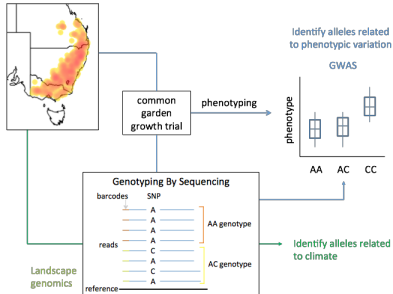 Identify alleles related
to phenotypic variation
GWAS
common
garden
growth trial
phenotyping
phenotype
AA AC CC
Genotyping By Sequencing
barcodes SNP
A
A
A
A
C
A
C
A
AA genotype
AC genotype
reads
reference
Landscape
genomics
Identify alleles related
to climate